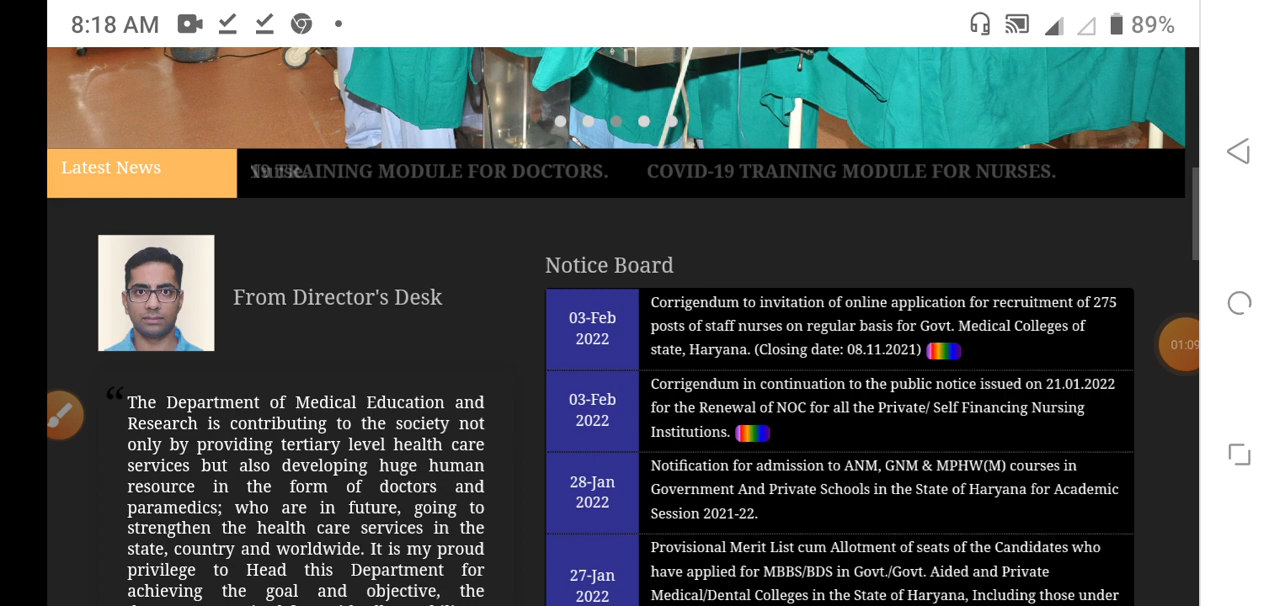 8:18 AM
89%
Latest News
19 TRAINING MODULE FOR DOCTORS. COVID-19 TRAINING MODULE FOR NURSES.
From Director's Desk
“
The Department of Medical Education and
Research is contributing to the society not
only by providing tertiary level health care
services but also developing huge human
resource in the form of doctors and
paramedics; who are in future, going to
strengthen the health care services in the
state, country and worldwide. It is my proud
privilege to Head this Department for
achieving the goal and objective, the
Notice Board
03-Feb
2022
Corrigendum to invitation of online application for recruitment of 275
posts of staff nurses on regular basis for Govt. Medical Colleges of
state, Haryana. (Closing date: 08.11.2021)
03-Feb
2022
Corrigendum in continuation to the public notice issued on 21.01.2022
for the Renewal of NOC for all the Private/ Self Financing Nursing
Institutions.
28-Jan
2022
Notification for admission to ANM, GNM & MPHW(M) courses in
Government And Private Schools in the State of Haryana for Academic
Session 2021-22.
27-Jan
2022
Provisional Merit List cum Allotment of seats of the Candidates who
have applied for MBBS/BDS in Govt./Govt. Aided and Private
Medical/Dental Colleges in the State of Haryana, Including those under
01:09